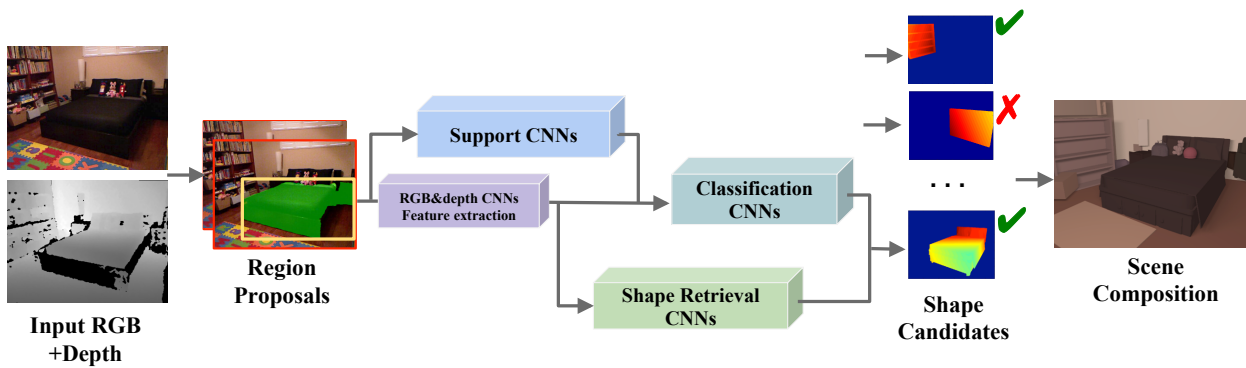 Input RGB
+Depth
Region
Proposals
Support CNNs
RGB&depth CNNs
Feature extraction
Classification
CNNs
Shape Retrieval
CNNs
. . .
Shape
Candidates
Scene
Composition